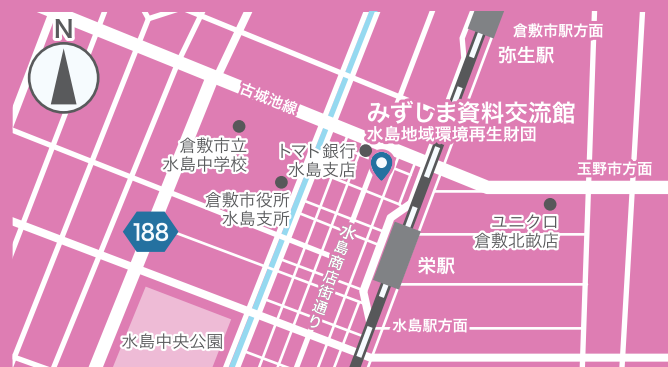 N
倉敷市駅方面
弥生駅
古城池線
みずしま資料交流館
水島地域環境再生財団
倉敷市立
水島中学校
トマト銀行
水島支店
玉野市方面
倉敷市役所
水島支所
188
ユニクロ
倉敷北畝店
水島商店街通り
栄駅
水島駅方面
水島中央公園